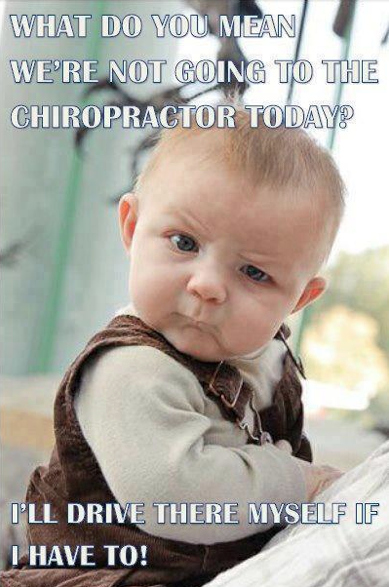 WHAT DO YOU MEAN
WE'RE NOT GOING TO THE
CHIROPRACTOR TODAY?
I'LL DRIVE THERE MYSELF IF
I HAVE TO!